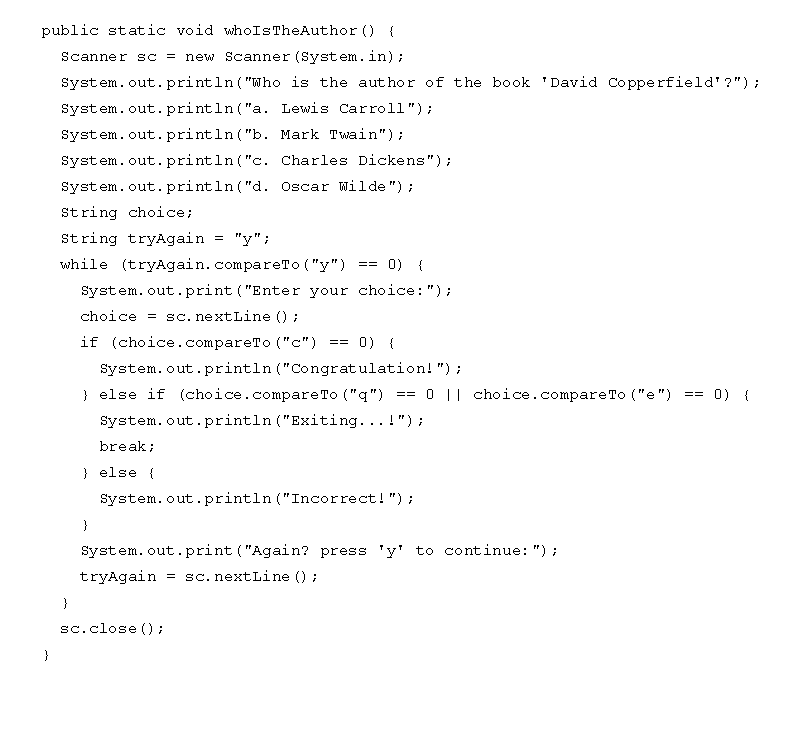 public static void whoIsTheAuthor() {
  Scanner sc = new Scanner(System.in);
  System.out.println("Who is the author of the book 'David Copperfield'?");
  System.out.println("a. Lewis Carroll");
  System.out.println("b. Mark Twain");
  System.out.println("c. Charles Dickens");
  System.out.println("d. Oscar Wilde");
  String choice;
  String tryAgain = "y";
  while (tryAgain.compareTo("y") == 0) {
    System.out.print("Enter your choice:");
    choice = sc.nextLine();
    if (choice.compareTo("c") == 0) {
      System.out.println("Congratulation!");
    } else if (choice.compareTo("q") == 0 || choice.compareTo("e") == 0) {
      System.out.println("Exiting...!");
      break;
    } else {
      System.out.println("Incorrect!");
    }
    System.out.print("Again? press 'y' to continue:");
    tryAgain = sc.nextLine();
  }
  sc.close();
}